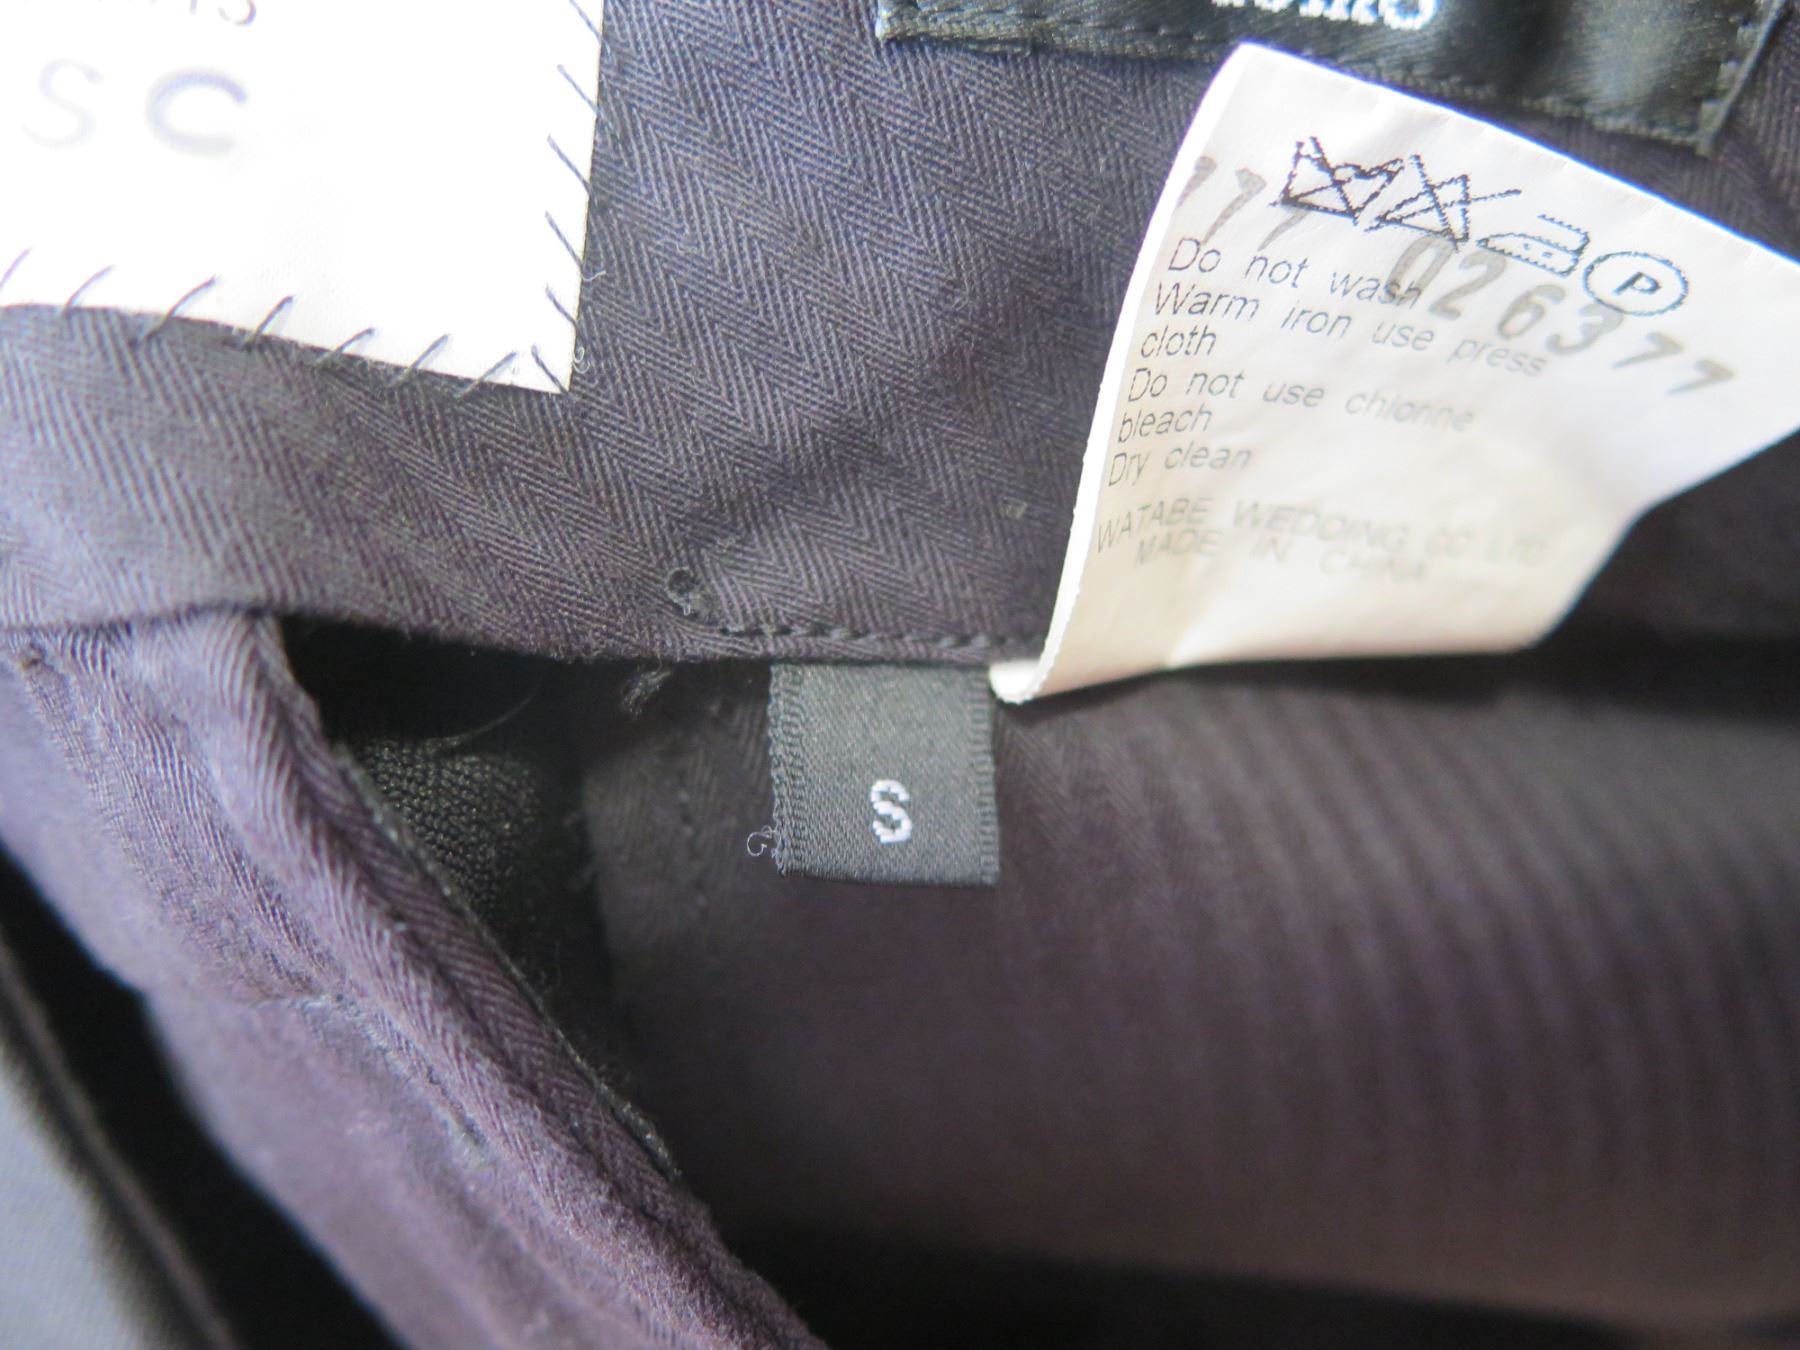 S C
P
Do not wash
Warm iron use press
cloth
Do not use chlorine
bleach
Dry clean
026377
WATABE WEDDING CO LTD
MADE IN CHINA
S